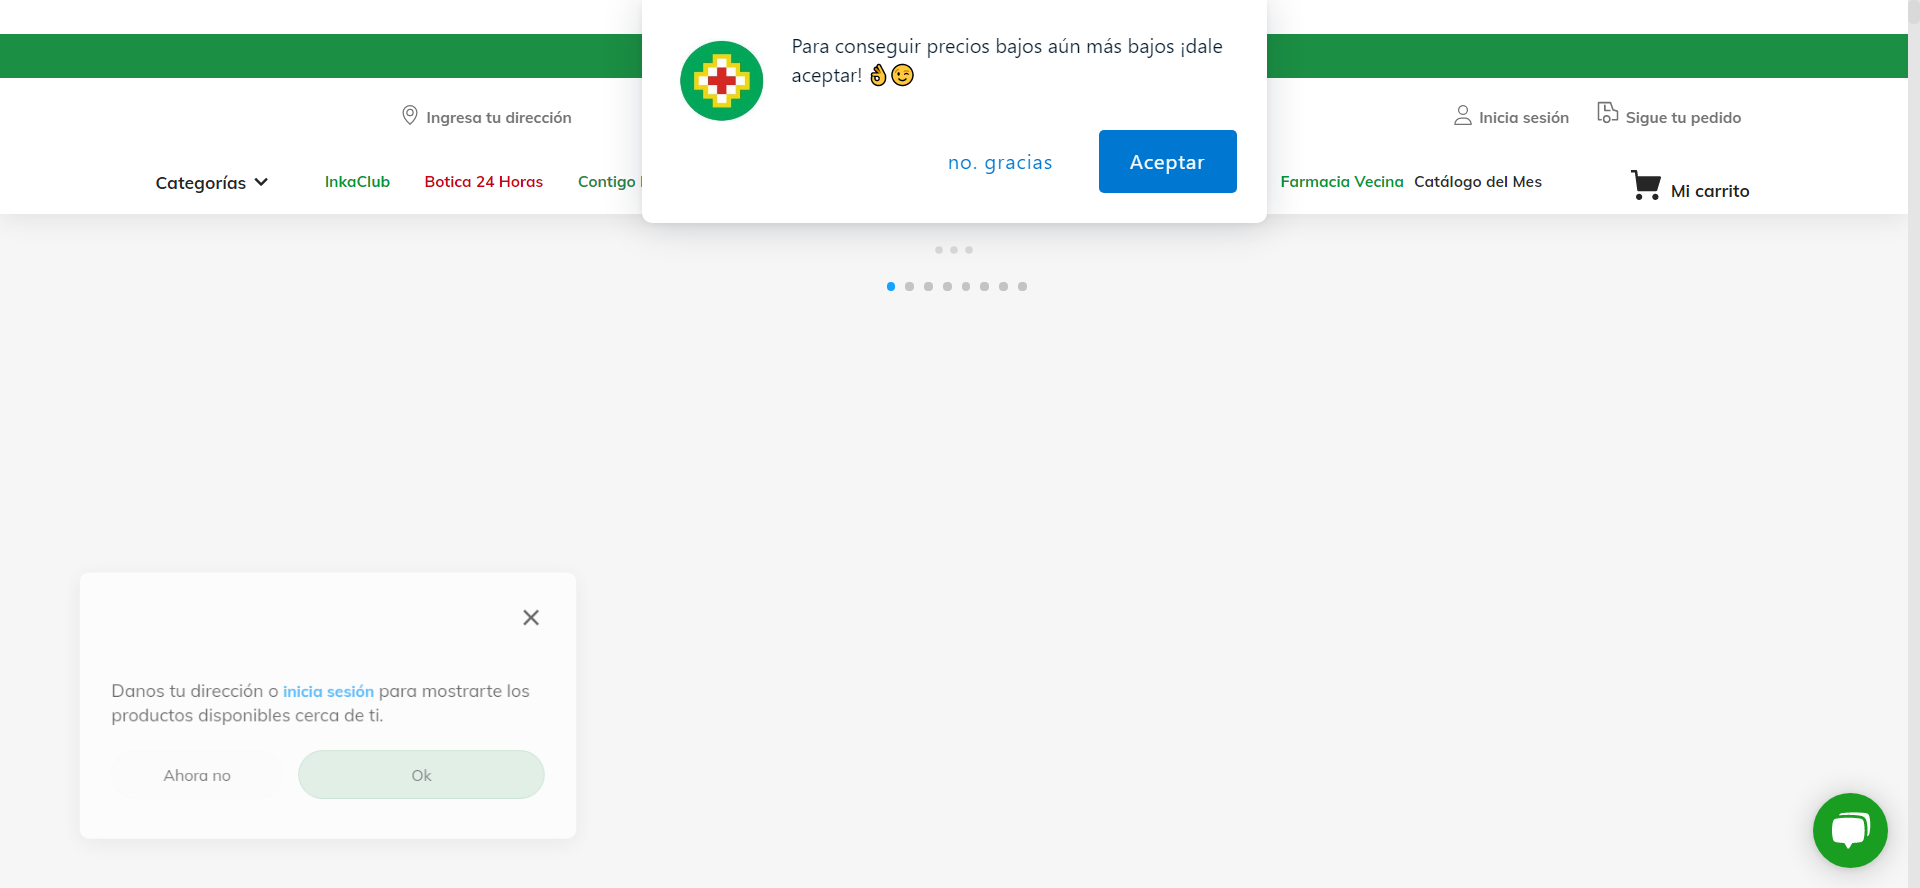 Para conseguir precios bajos aún más bajos ¡dale
aceptar! 👌😉
no. gracias
Aceptar
Ingresa tu dirección
Inicia sesión
Sigue tu pedido
Categorías
InkaClub
Botica 24 Horas
Contigo
Farmacia Vecina
Catálogo del Mes
Mi carrito
Danos tu dirección o inicia sesión para mostrarte los
productos disponibles cerca de ti.
Ahora no
Ok